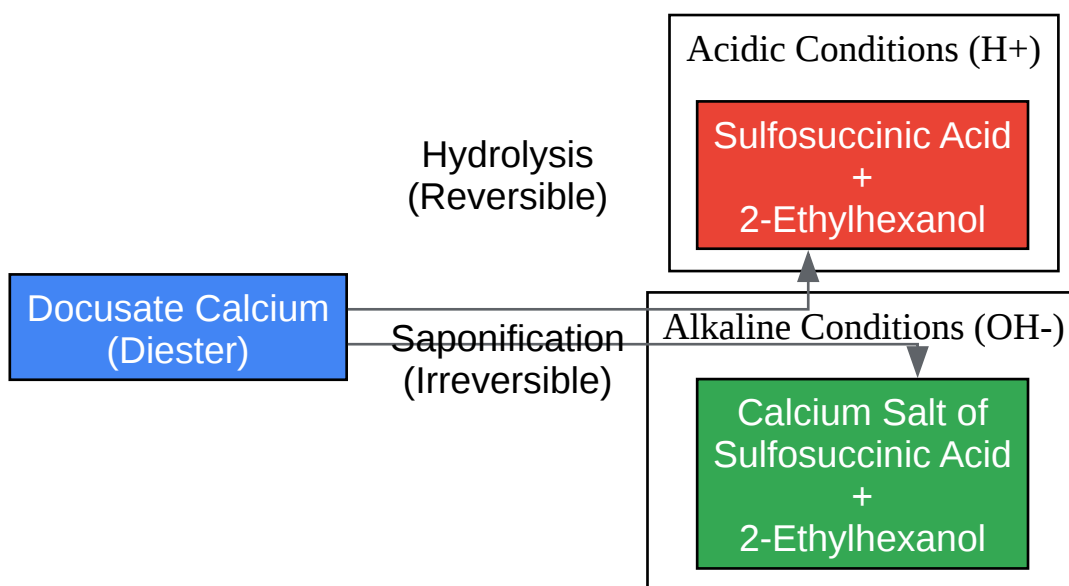 Acidic Conditions (H+)
Sulfosuccinic Acid
+
2-Ethylhexanol
Hydrolysis
(Reversible)
Docusate Calcium
(Diester)
Saponification
(Irreversible)
Alkaline Conditions (OH-)
Calcium Salt of
Sulfosuccinic Acid
+
2-Ethylhexanol